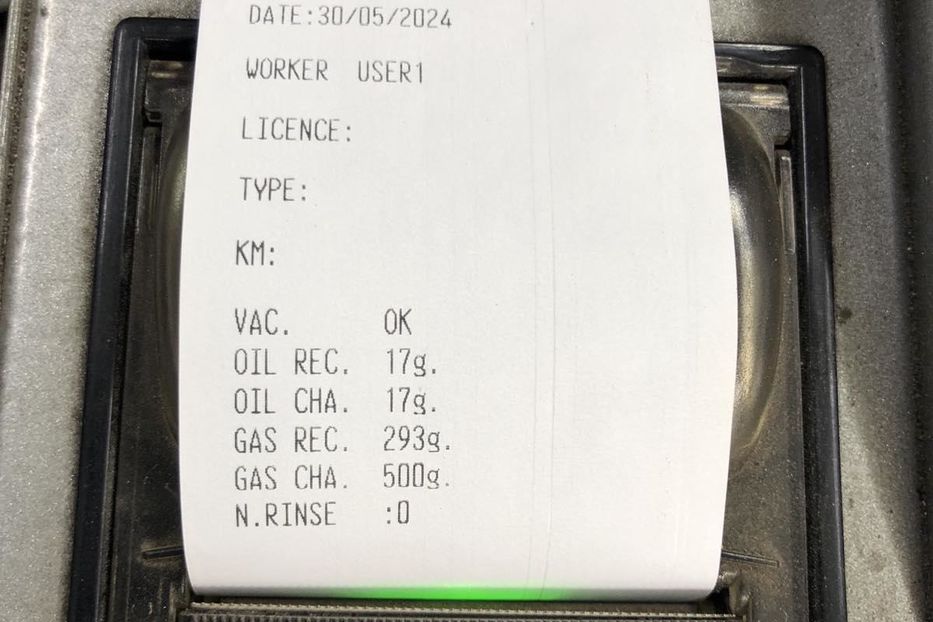 DATE:30/05/2024
WORKER USER1
LICENCE:
TYPE:
KM:
VAC. OK
OIL REC. 17g.
OIL CHA. 17g.
GAS REC. 293g.
GAS CHA. 500g.
N.RINSE :0